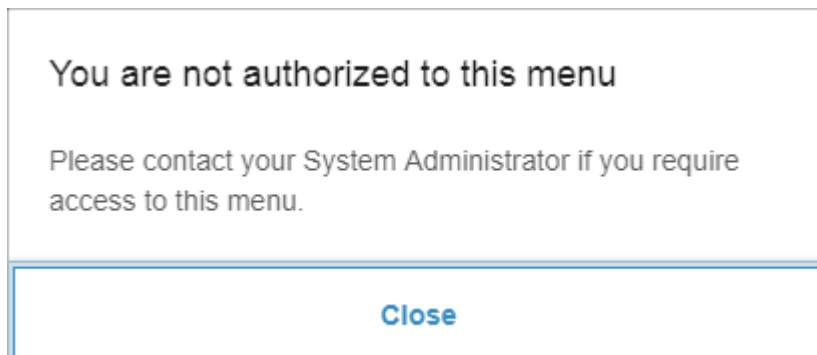 You are not authorized to this menu
Please contact your System Administrator if you require
access to this menu.
Close